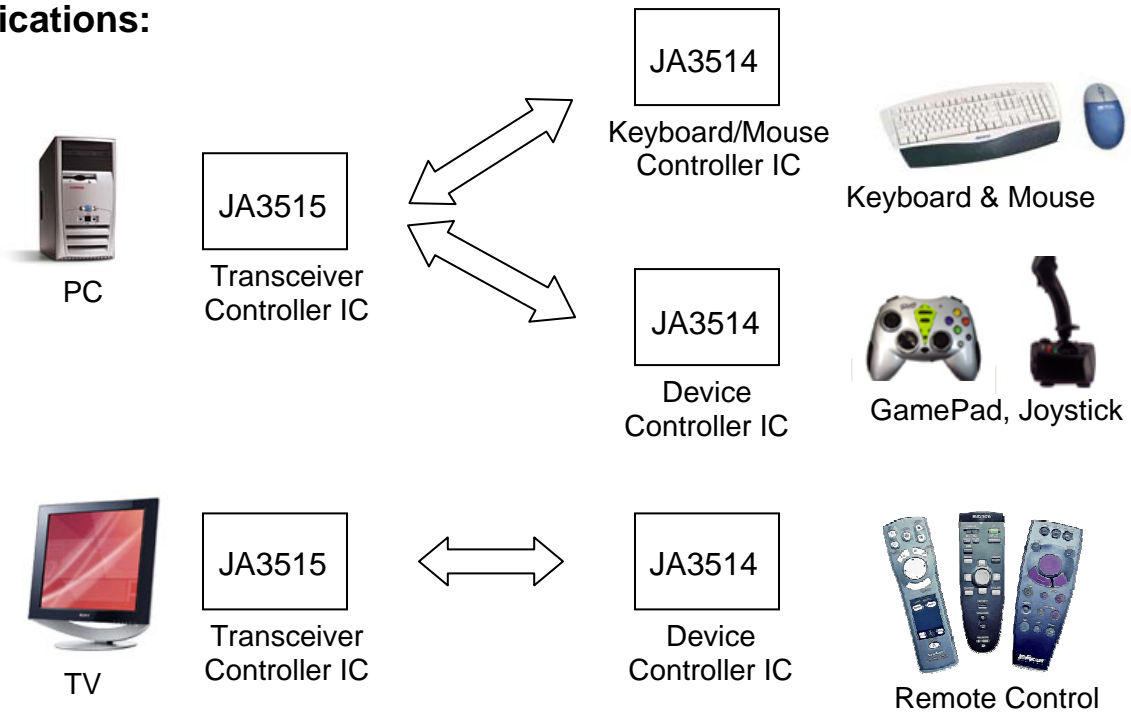 ications:
JA3514
Keyboard/Mouse
Controller IC
Keyboard & Mouse
PC
JA3515
Transceiver
Controller IC
JA3514
Device
Controller IC
GamePad, Joystick
TV
JA3515
Transceiver
Controller IC
JA3514
Device
Controller IC
Remote Control